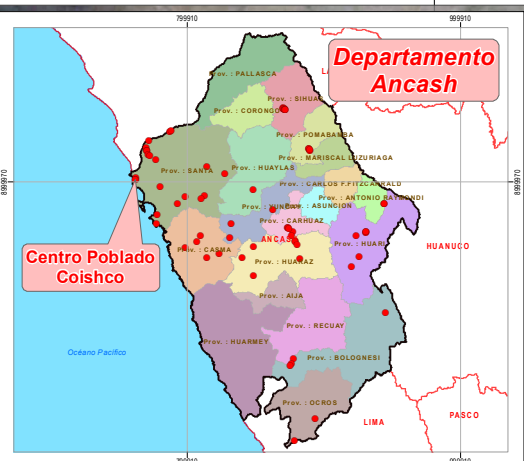 799910
999910
8999970
8999970
Departamento
Ancash
Prov. : PALLASCA
Prov. : SIHUAS
Prov. : CORONGO
Prov. : POMABAMBA
Prov. : MARISCAL LUZURIAGA
Prov. : SANTA
Prov. : HUAYLAS
Prov. : CARLOS F.FITZCARRALD
Prov. : ANTONIO RAYMONDI
Prov. : ASUNCION
Prov. : CARHUAZ
ANCASH
Prov. : HUARI
HUANUCO
Prov. : CASMA
Prov. : HUARAZ
Centro Poblado
Coishco
Prov. : AIJA
Prov. : RECUAY
Prov. : HUARMEY
Océano Pacífico
Prov. : BOLOGNESI
Prov. : OCROS
LIMA
PASCO
999910